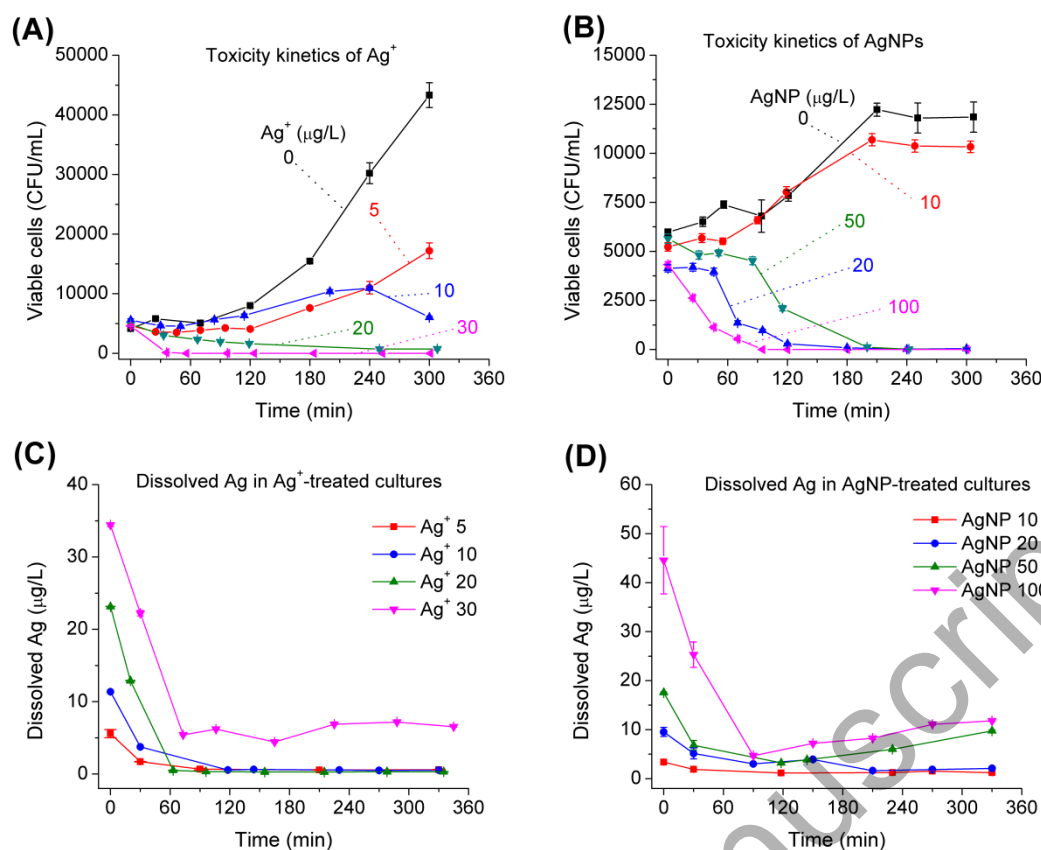 (A)
Toxicity kinetics of Ag⁺
Ag⁺ (μg/L)
0
5
10
20
30
50000
40000
30000
20000
10000
0
Viable cells (CFU/mL)
0 60 120 180 240 300 360
Time (min)
(B)
Toxicity kinetics of AgNPs
AgNP (μg/L)
0
10
50
20
100
15000
12500
10000
7500
5000
2500
0
Viable cells (CFU/mL)
0 60 120 180 240 300 360
Time (min)
(C)
Dissolved Ag in Ag⁺-treated cultures
Ag⁺ 5
Ag⁺ 10
Ag⁺ 20
Ag⁺ 30
40
30
20
10
0
Dissolved Ag (μg/L)
0 60 120 180 240 300 360
Time (min)
(D)
Dissolved Ag in AgNP-treated cultures
AgNP 10
AgNP 20
AgNP 50
AgNP 100
60
50
40
30
20
10
0
Dissolved Ag (μg/L)
0 60 120 180 240 300 360
Time (min)
nuscrip